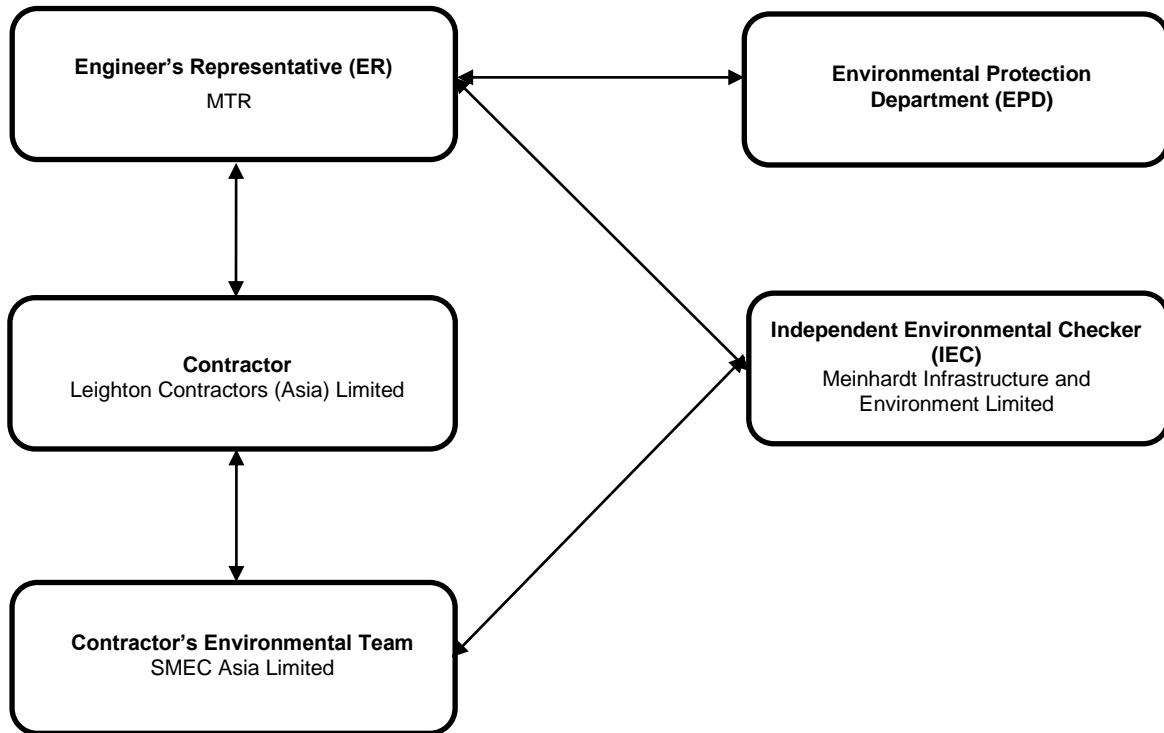 Engineer’s Representative (ER)
MTR
Environmental Protection
Department (EPD)
Contractor
Leighton Contractors (Asia) Limited
Independent Environmental Checker
(IEC)
Meinhardt Infrastructure and
Environment Limited
Contractor’s Environmental Team
SMEC Asia Limited